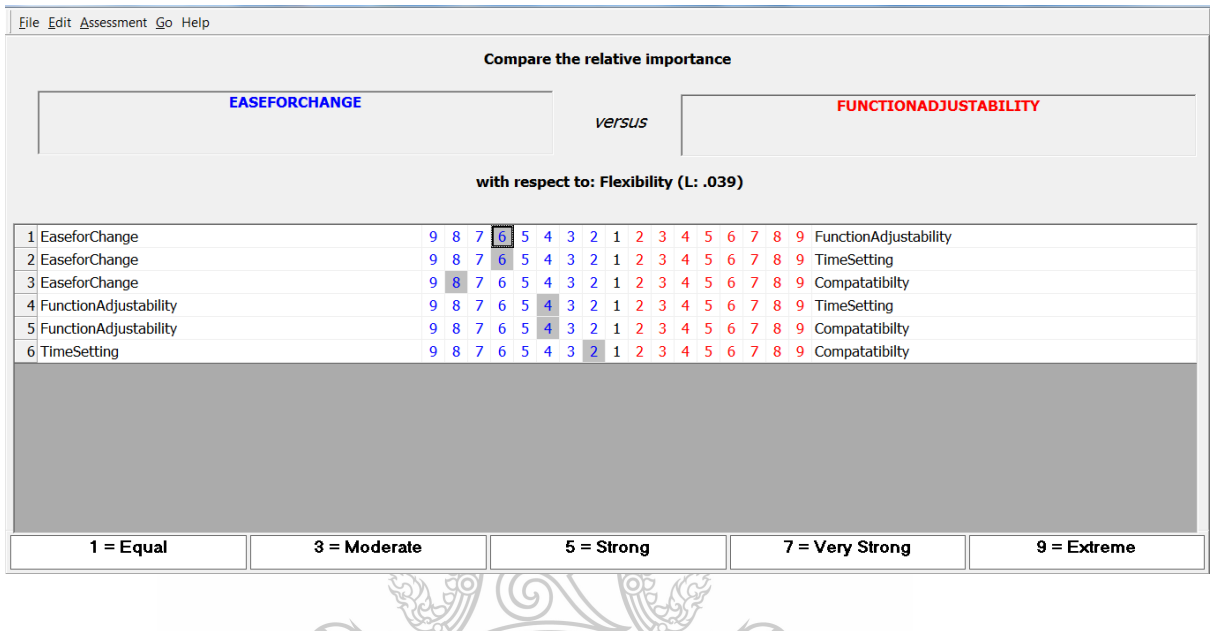 File Edit Assessment Go Help
Compare the relative importance
EASEFORCHANGE
versus
FUNCTIONADJUSTABILITY
with respect to: Flexibility (L: .039)
1 EaseforChange 9 8 7 6 5 4 3 2 1 2 3 4 5 6 7 8 9 FunctionAdjustability
2 EaseforChange 9 8 7 6 5 4 3 2 1 2 3 4 5 6 7 8 9 TimeSetting
3 EaseforChange 9 8 7 6 5 4 3 2 1 2 3 4 5 6 7 8 9 Compatatibilty
4 FunctionAdjustability 9 8 7 6 5 4 3 2 1 2 3 4 5 6 7 8 9 TimeSetting
5 FunctionAdjustability 9 8 7 6 5 4 3 2 1 2 3 4 5 6 7 8 9 Compatatibilty
6 TimeSetting 9 8 7 6 5 4 3 2 1 2 3 4 5 6 7 8 9 Compatatibilty
1 = Equal 3 = Moderate 5 = Strong 7 = Very Strong 9 = Extreme